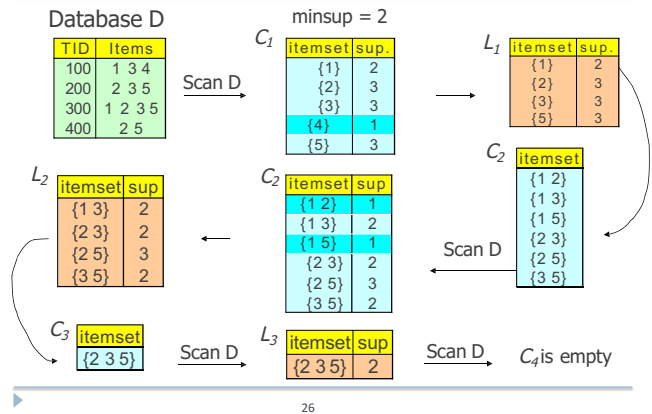 Database D
TID Items
100 1 3 4
200 2 3 5
300 1 2 3 5
400 2 5
Scan D
minsup = 2
C1
itemset sup.
{1} 2
{2} 3
{3} 3
{4} 1
{5} 3
L1
itemset sup.
{1} 2
{2} 3
{3} 3
{5} 3
C2
itemset
{1 2}
{1 3}
{1 5}
{2 3}
{2 5}
{3 5}
Scan D
C2
itemset sup
{1 2} 1
{1 3} 2
{1 5} 1
{2 3} 2
{2 5} 3
{3 5} 2
L2
itemset sup
{1 3} 2
{2 3} 2
{2 5} 3
{3 5} 2
C3
itemset
{2 3 5}
Scan D
L3
itemset sup
{2 3 5} 2
Scan D
C4 is empty
26